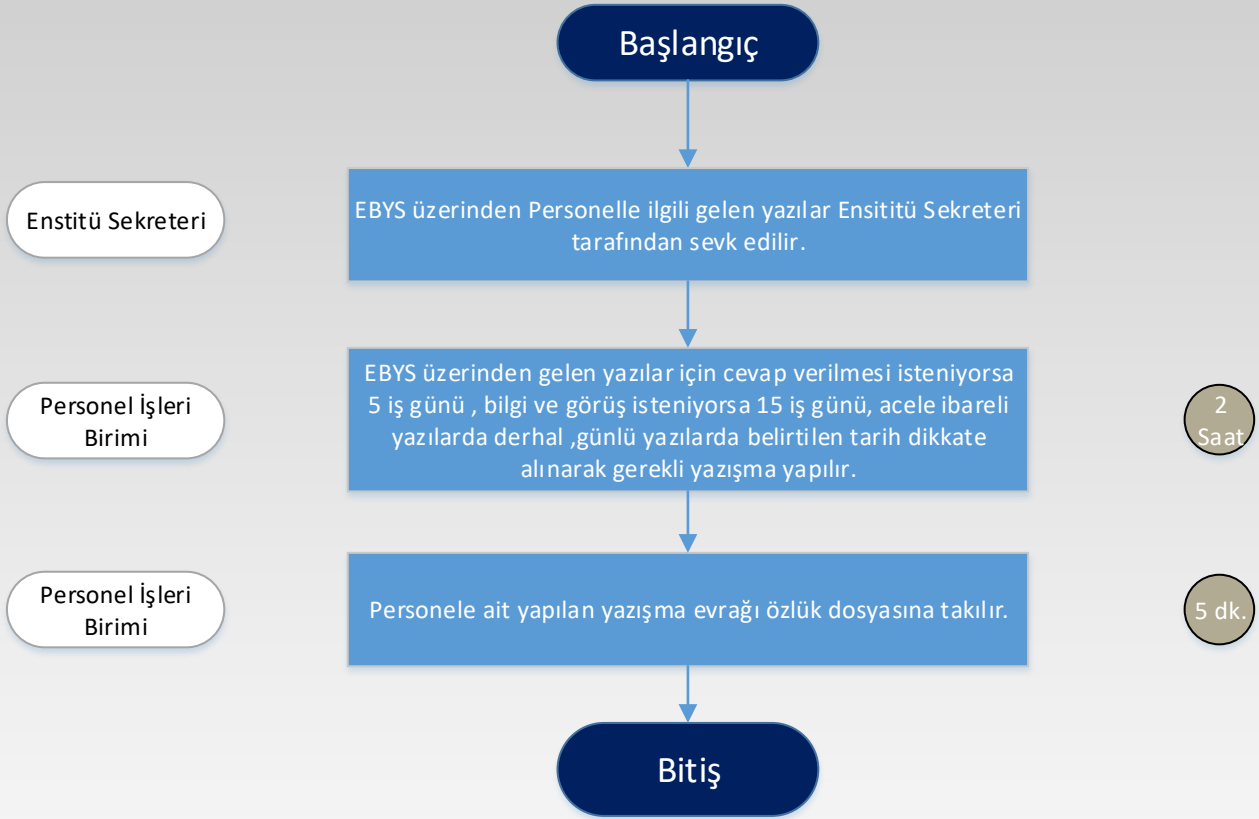 Başlangıç
Enstitü Sekreteri
EBYS üzerinden Personelle ilgili gelen yazılar Ensititü Sekreteri
tarafından sevk edilir.
Personel İşleri
Birimi
EBYS üzerinden gelen yazılar için cevap verilmesi isteniyorsa
5 iş günü , bilgi ve görüş isteniyorsa 15 iş günü, acele ibareli
yazılarda derhal ,günlü yazılarda belirtilen tarih dikkate
alınarak gerekli yazışma yapılır.
2
Saat
Personel İşleri
Birimi
Personele ait yapılan yazışma evrağı özlük dosyasına takılır.
5 dk.
Bitiş